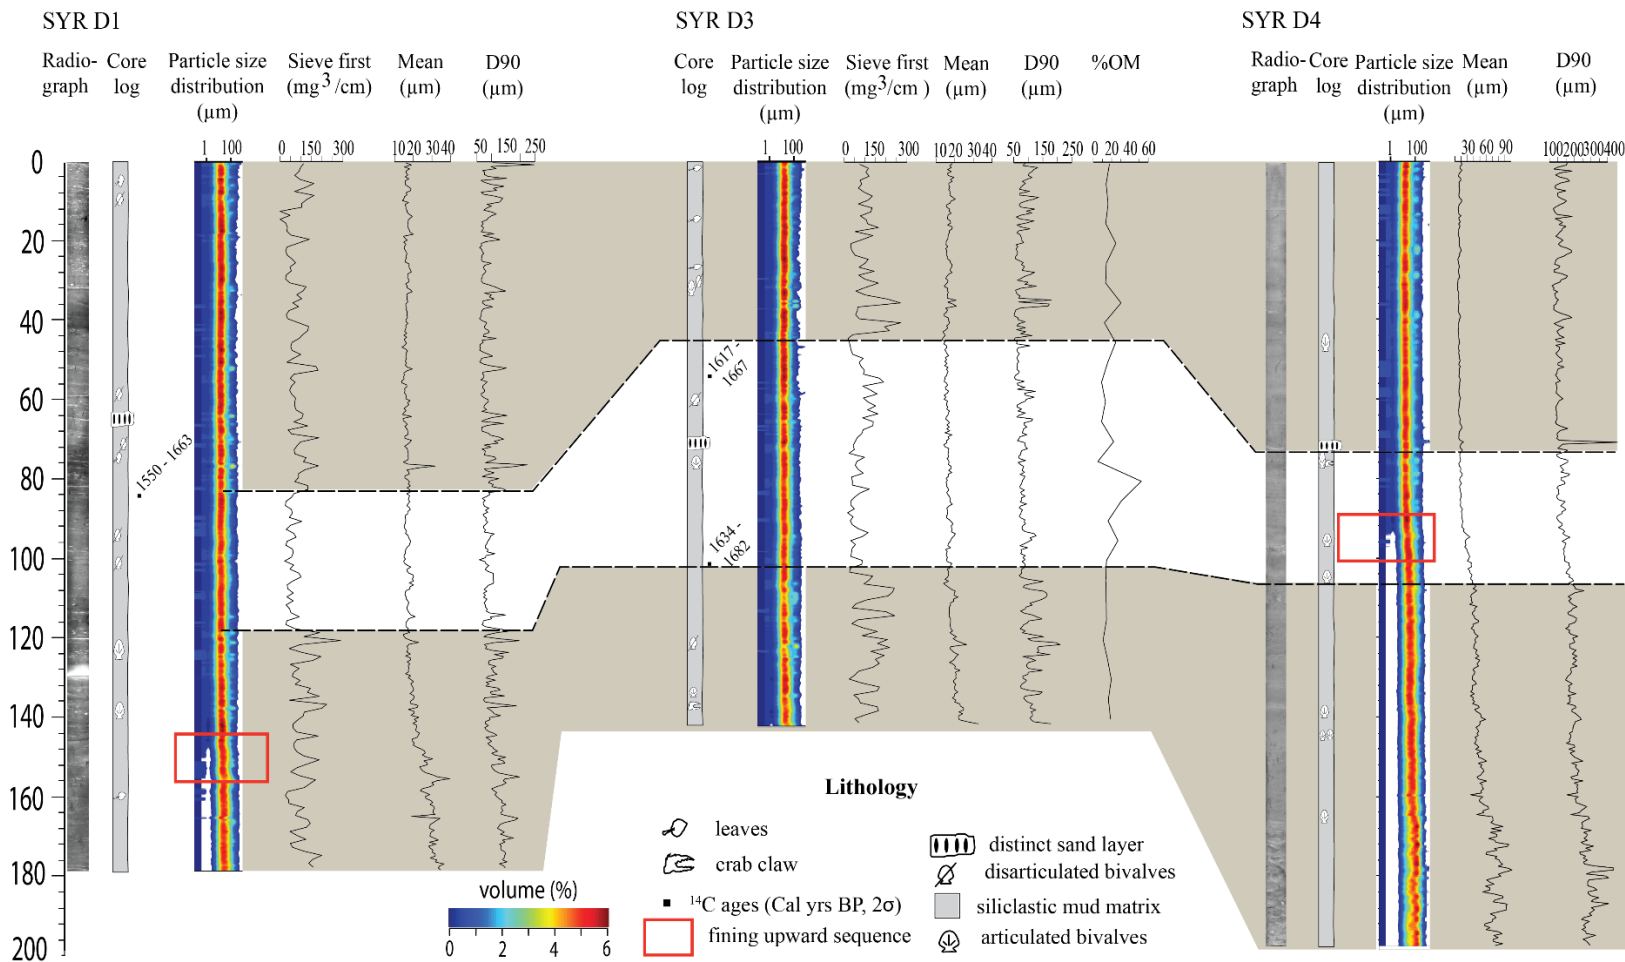 SYR D1
SYR D3
SYR D4
Radio-
graph
Core
log
Particle size
distribution
(µm)
Sieve first
(mg³/cm)
Mean
(µm)
D90
(µm)
Core
log
Particle size
distribution
(µm)
Sieve first
(mg³/cm )
Mean
(µm)
D90
(µm)
%OM
Radio-
graph
Core
log
Particle size
distribution
(µm)
Mean
(µm)
D90
(µm)
1 100
0 150 300
10 20 30 40
50 150 250
1 100
0 150 300
10 20 30 40
50 150 250
0 20 40 60
1 100
30 60 90
100 200 300 400
0
20
40
60
80
100
120
140
160
180
200
1550 - 1663
1617 -
1667
1634 -
1682
Lithology
leaves
crab claw
¹⁴C ages (Cal yrs BP, 2σ)
fining upward sequence
distinct sand layer
disarticulated bivalves
siliclastic mud matrix
articulated bivalves
volume (%)
0 2 4 6